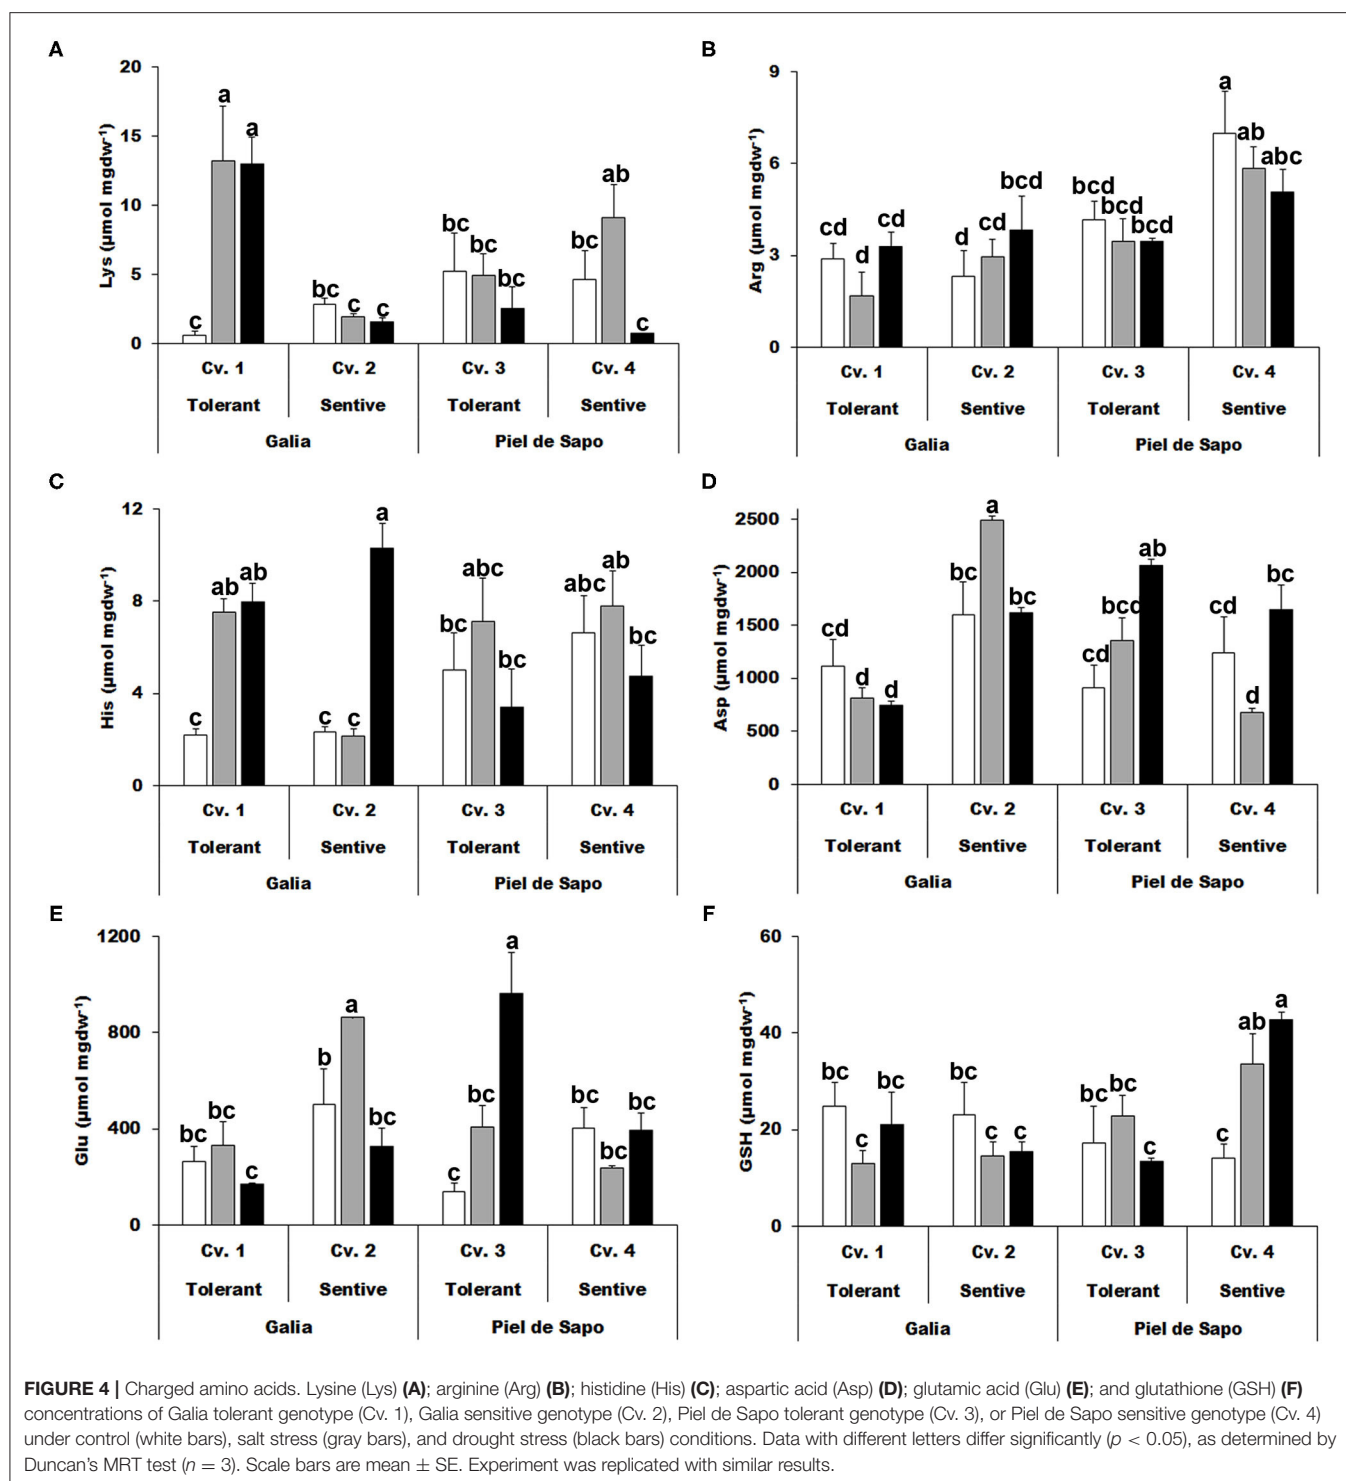 A
20
15
10
5
0
Lys (µmol mgdw-1)
c a a
bc c c
bc bc bc
bc ab c
Cv. 1 Cv. 2 Cv. 3 Cv. 4
Tolerant Sentive Tolerant Sentive
Galia Piel de Sapo
B
9
6
3
0
Arg (µmol mgdw-1)
cd d cd
d cd bcd
bcd bcd bcd
a ab abc
Cv. 1 Cv. 2 Cv. 3 Cv. 4
Tolerant Sentive Tolerant Sentive
Galia Piel de Sapo
C
12
8
4
0
His (µmol mgdw-1)
c ab ab
c c a
bc abc bc
abc ab bc
Cv. 1 Cv. 2 Cv. 3 Cv. 4
Tolerant Sentive Tolerant Sentive
Galia Piel de Sapo
D
2500
2000
1500
1000
500
0
Asp (µmol mgdw-1)
cd d d
bc a bc
cd bcd ab
cd d bc
Cv. 1 Cv. 2 Cv. 3 Cv. 4
Tolerant Sentive Tolerant Sentive
Galia Piel de Sapo
E
1200
800
400
0
Glu (µmol mgdw-1)
bc bc c
b a bc
c bc a
bc bc bc
Cv. 1 Cv. 2 Cv. 3 Cv. 4
Tolerant Sentive Tolerant Sentive
Galia Piel de Sapo
F
60
40
20
0
GSH (µmol mgdw-1)
bc c bc
bc c c
bc bc c
c ab a
Cv. 1 Cv. 2 Cv. 3 Cv. 4
Tolerant Sentive Tolerant Sentive
Galia Piel de Sapo
FIGURE 4 | Charged amino acids. Lysine (Lys) (A); arginine (Arg) (B); histidine (His) (C); aspartic acid (Asp) (D); glutamic acid (Glu) (E); and glutathione (GSH) (F)
concentrations of Galia tolerant genotype (Cv. 1), Galia sensitive genotype (Cv. 2), Piel de Sapo tolerant genotype (Cv. 3), or Piel de Sapo sensitive genotype (Cv. 4)
under control (white bars), salt stress (gray bars), and drought stress (black bars) conditions. Data with different letters differ significantly (p < 0.05), as determined by
Duncan's MRT test (n = 3). Scale bars are mean ± SE. Experiment was replicated with similar results.